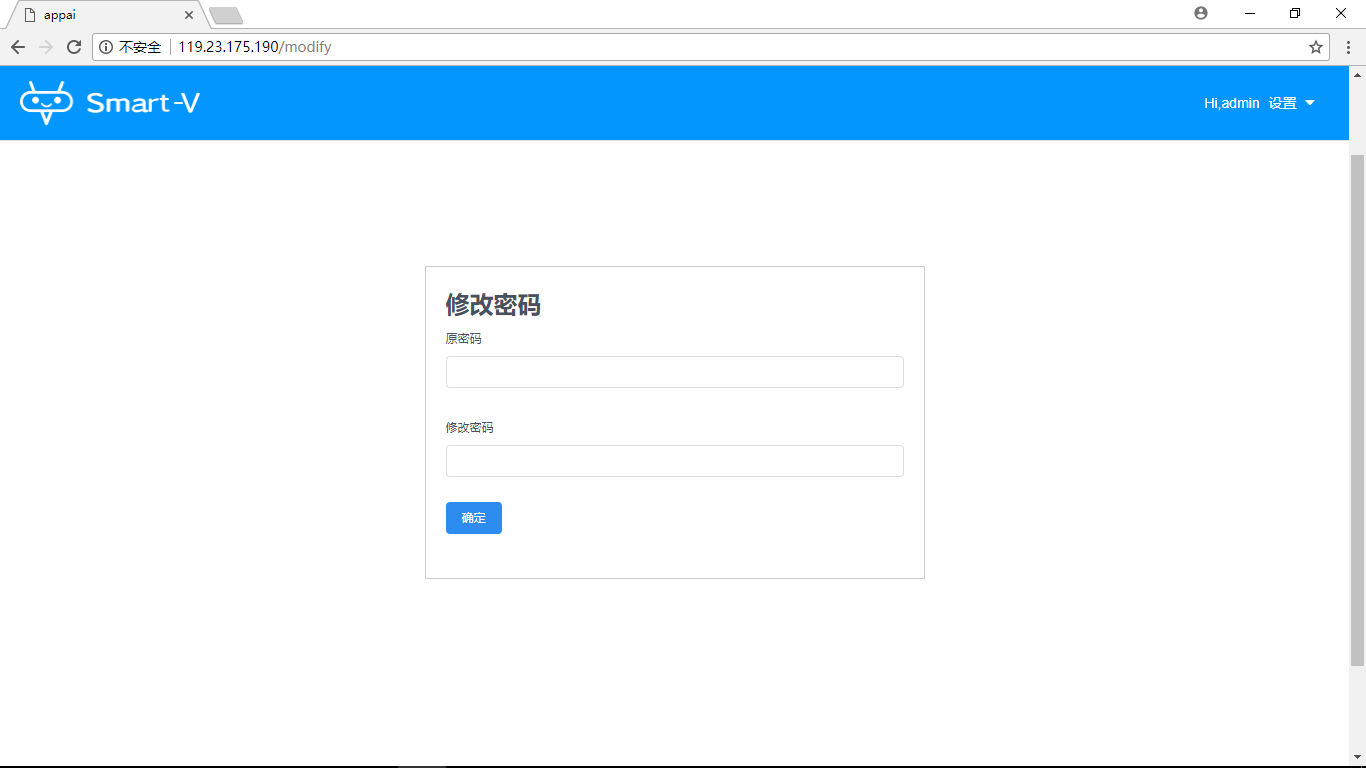 appai
不安全 119.23.175.190/modify
Smart-V
Hi,admin 设置
修改密码
原密码
修改密码
确定